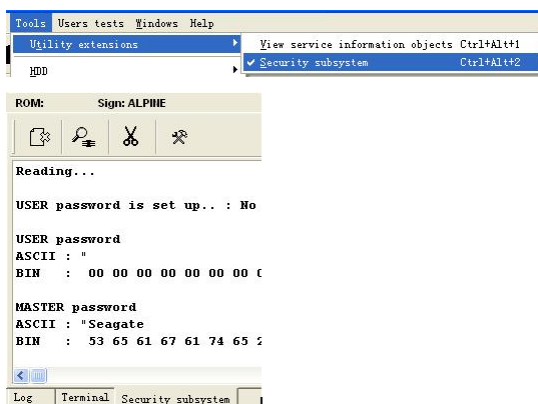 Tools Users tests Windows Help
Utility extensions
View service information objects Ctrl+Alt+1
Security subsystem Ctrl+Alt+2
HDD
ROM: Sign: ALPINE
Reading...
USER password is set up.. : No
USER password
ASCII : "
BIN : 00 00 00 00 00 00 00
MASTER password
ASCII : "Seagate
BIN : 53 65 61 67 61 74 65
Log Terminal Security subsystem